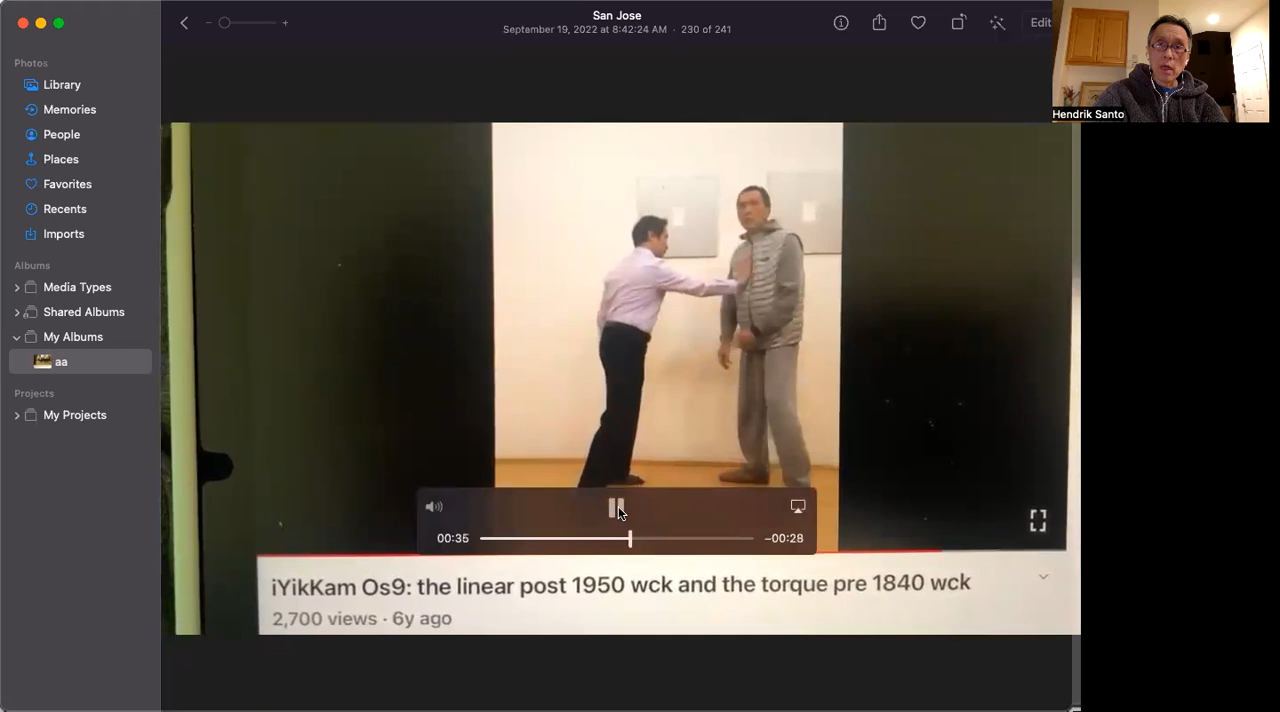 San Jose
September 19, 2022 at 8:42:24 AM · 230 of 241
Edit
Photos
Library
Memories
People
Places
Favorites
Recents
Imports
Albums
Media Types
Shared Albums
My Albums
aa
Projects
My Projects
Hendrik Santo
00:35
−00:28
iYikKam Os9: the linear post 1950 wck and the torque pre 1840 wck
2,700 views · 6y ago